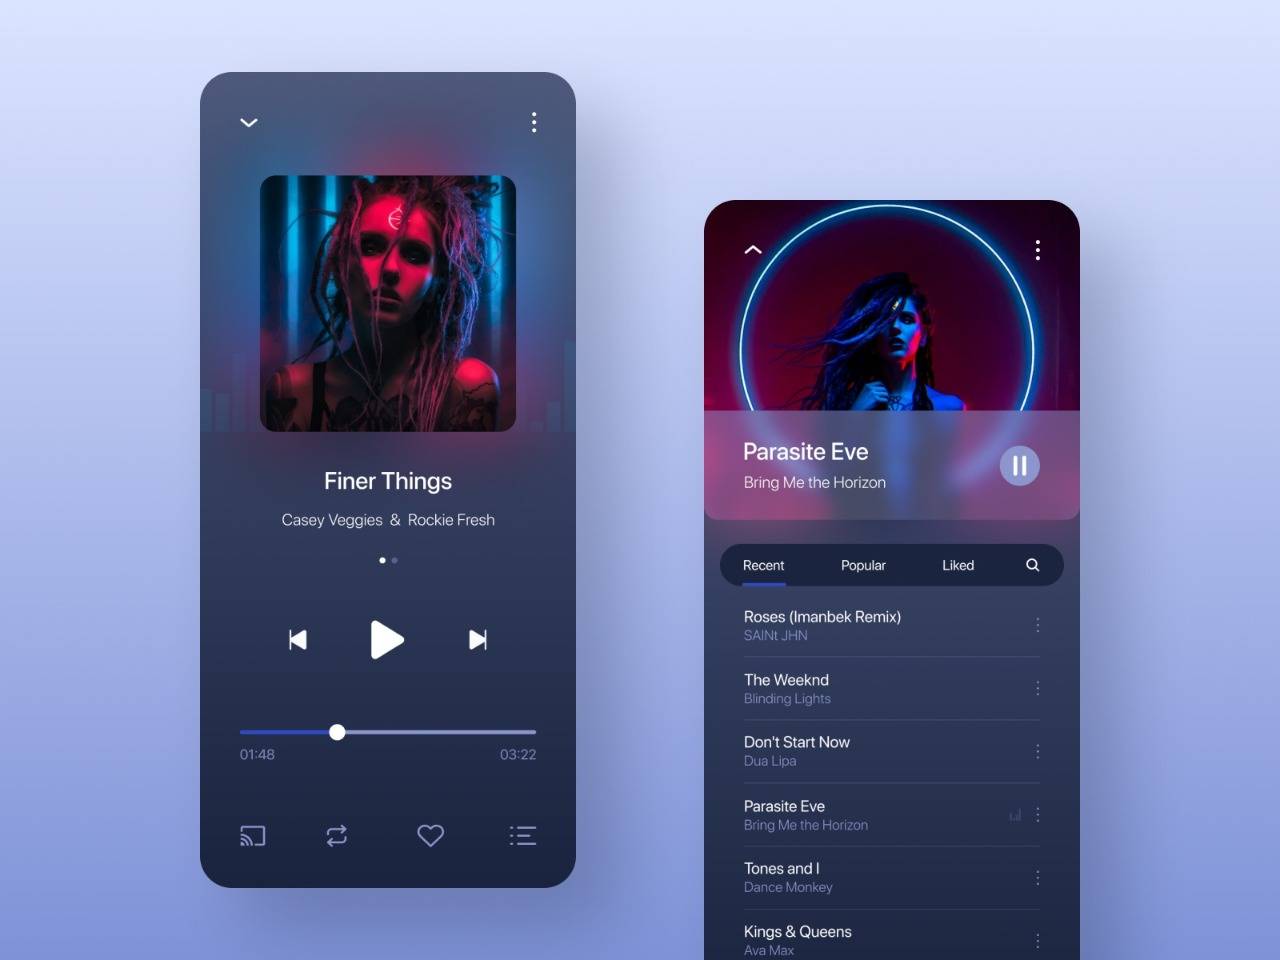 Finer Things
Casey Veggies & Rockie Fresh
01:48
03:22
Parasite Eve
Bring Me the Horizon
Recent
Popular
Liked
Roses (Imanbek Remix)
SAINt JHN
The Weeknd
Blinding Lights
Don't Start Now
Dua Lipa
Parasite Eve
Bring Me the Horizon
Tones and I
Dance Monkey
Kings & Queens
Ava Max